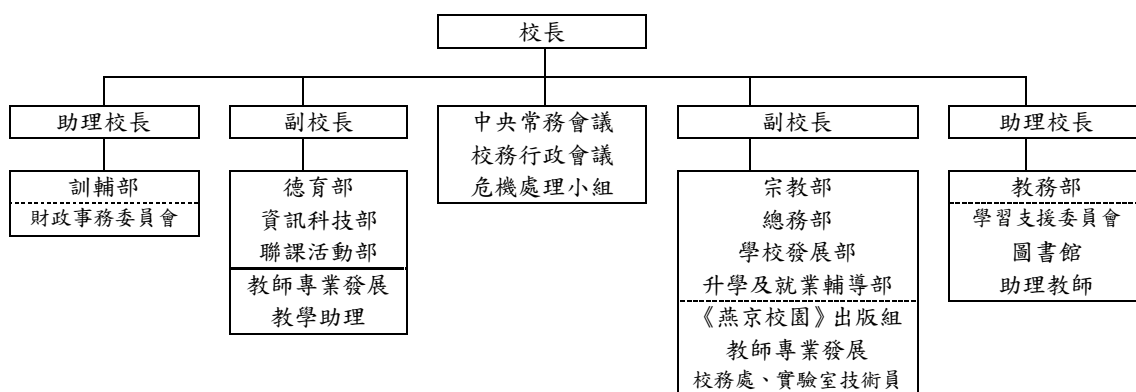 校長
助理校長
訓輔部
財政事務委員會
副校長
德育部
資訊科技部
聯課活動部
教師專業發展
教學助理
中央常務會議
校務行政會議
危機處理小組
副校長
宗教部
總務部
學校發展部
升學及就業輔導部
《燕京校園》出版組
教師專業發展
校務處、實驗室技術員
助理校長
教務部
學習支援委員會
圖書館
助理教師